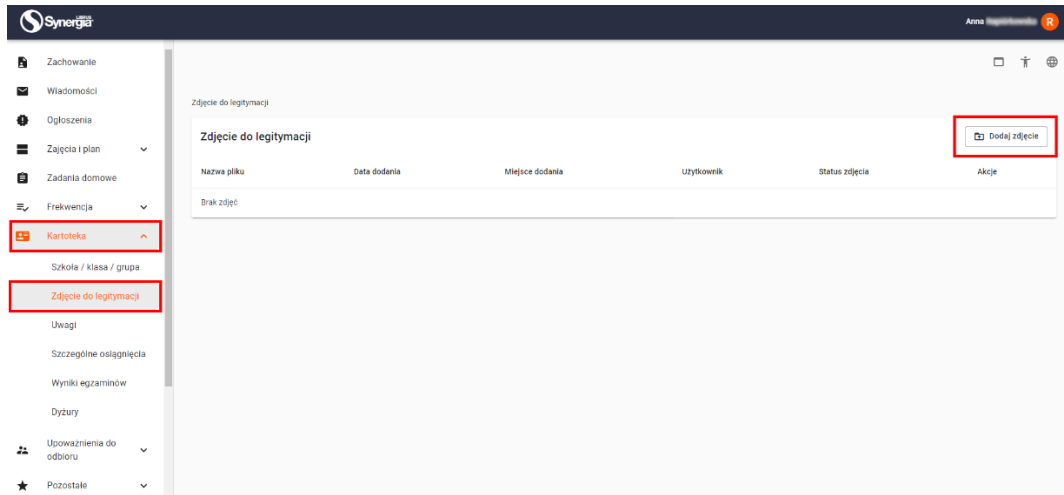 LIBRUS
Synergia
Anna
R
Zachowanie
Wiadomości
Ogłoszenia
Zajęcia i plan
Zadania domowe
Frekwencja
Kartoteka
Szkoła / klasa / grupa
Zdjęcie do legitymacji
Uwagi
Szczególne osiągnięcia
Wyniki egzaminów
Dyżury
Upoważnienia do
odbioru
Pozostałe
Zdjęcie do legitymacji
Zdjęcie do legitymacji
Dodaj zdjęcie
Nazwa pliku Data dodania Miejsce dodania Użytkownik Status zdjęcia Akcje
Brak zdjęć